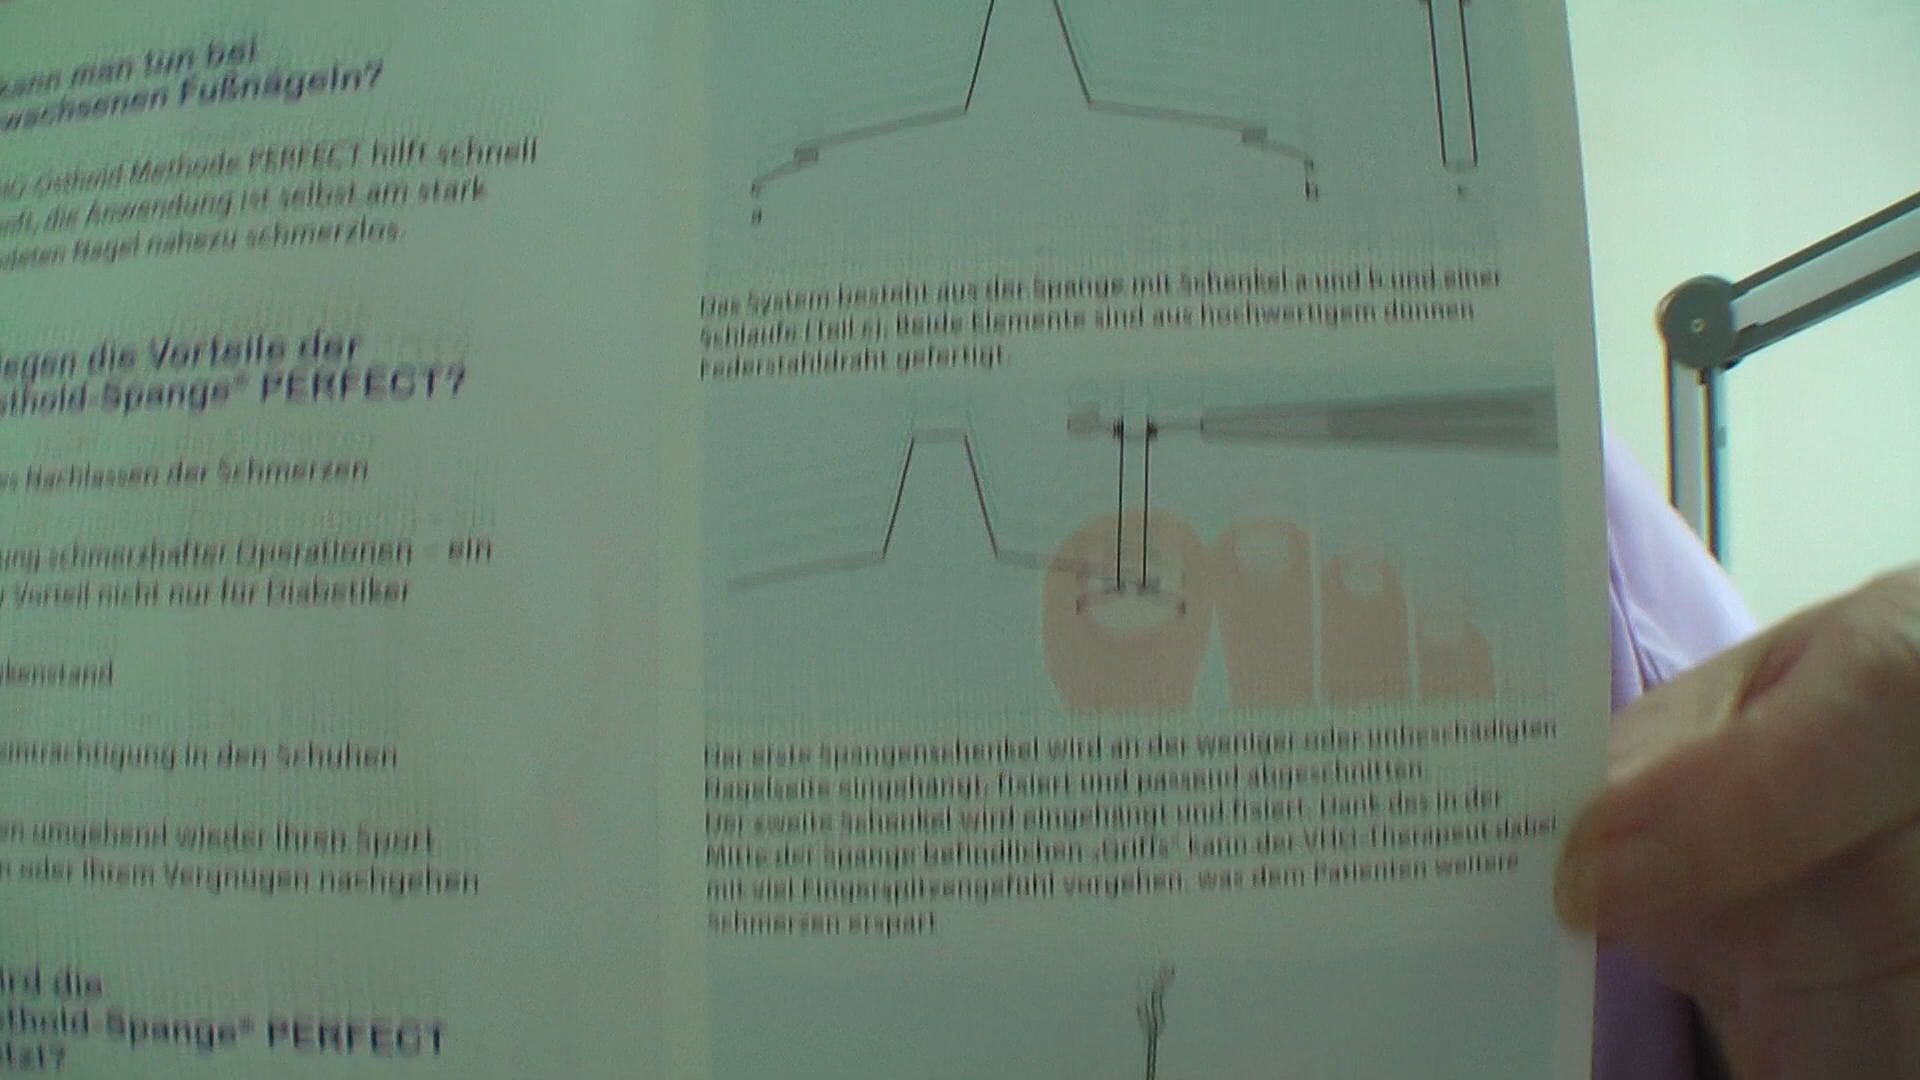 kann man tun bei
wachsenen Fußnägeln?
Osthold Methode PERFECT hilft schnell
die Anwendung ist selbst am stark
Nagel nahezu schmerzlos.
liegen die Vorteile der
sthold-Spange® PERFECT?
Nachlassen der Schmerzen
schmerzhafter Operationen – ein
Vorteil nicht nur für Diabetiker
kenstand
einträchtigung in den Schuhen
umgehend wieder Ihren Sport
oder Ihrem Vergnügen nachgehen
ird die
sthold-Spange® PERFECT
etzt?
a
b
c
Das System besteht aus der Spange mit Schenkel a und b und einer
Schlaufe (Teil c). Beide Elemente sind aus hochwertigem dünnen
Federstahldraht gefertigt.
Der erste Spangenschenkel wird an der weniger oder unbeschädigten
Nagelseite eingehängt, fixiert und passend abgeschnitten.
Der zweite Schenkel wird eingehängt und fixiert. Dank des in der
Mitte der Spange befindlichen „Griffs“ kann der VHO-Therapeut dabei
mit viel Fingerspitzengefühl vorgehen, was dem Patienten weitere
Schmerzen erspart.